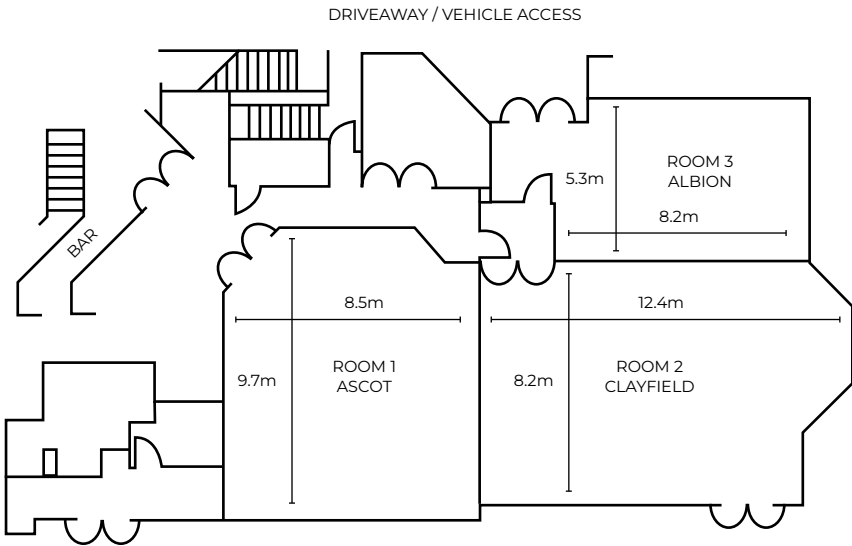 DRIVEAWAY / VEHICLE ACCESS
ROOM 3
ALBION
5.3m
8.2m
BAR
8.5m
12.4m
9.7m
ROOM 1
ASCOT
8.2m
ROOM 2
CLAYFIELD